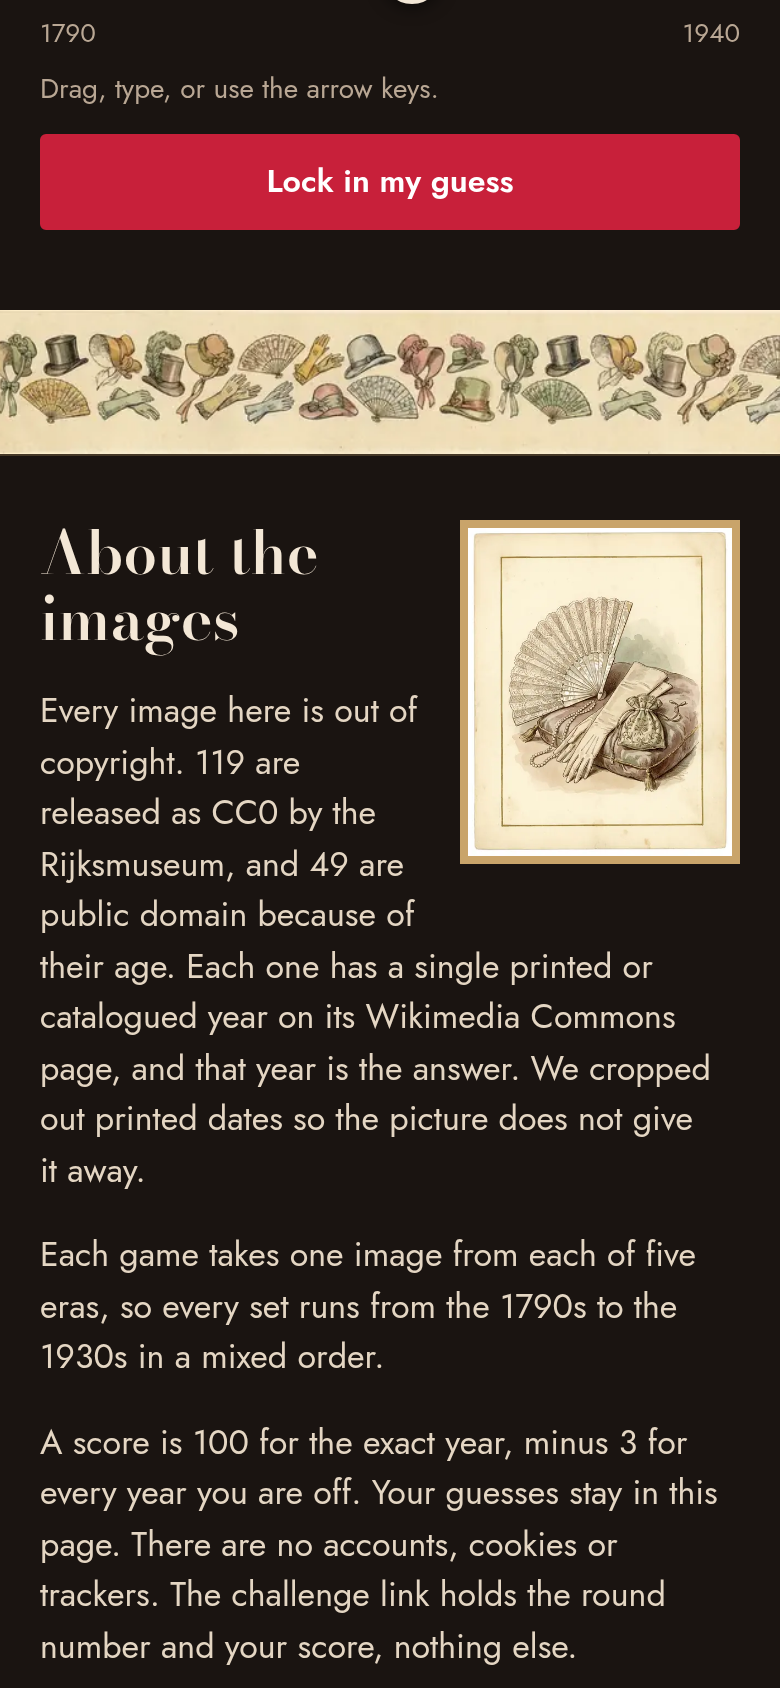 1790
1940
Drag, type, or use the arrow keys.
Lock in my guess
About the
images
Every image here is out of
copyright. 119 are
released as CC0 by the
Rijksmuseum, and 49 are
public domain because of
their age. Each one has a single printed or
catalogued year on its Wikimedia Commons
page, and that year is the answer. We cropped
out printed dates so the picture does not give
it away.
Each game takes one image from each of five
eras, so every set runs from the 1790s to the
1930s in a mixed order.
A score is 100 for the exact year, minus 3 for
every year you are off. Your guesses stay in this
page. There are no accounts, cookies or
trackers. The challenge link holds the round
number and your score, nothing else.